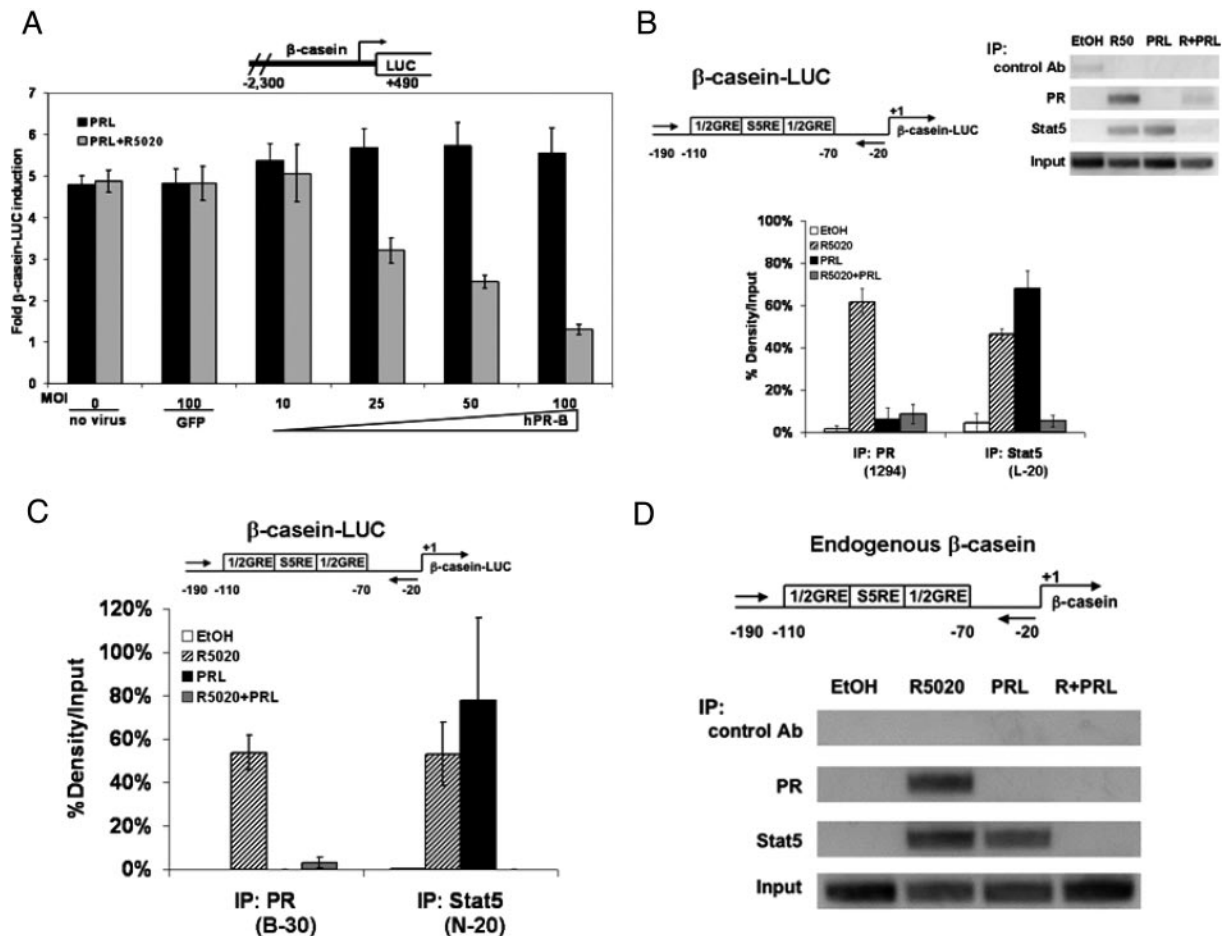 A
β-casein
LUC
-2,300
+490
Fold β-casein-LUC induction
7
6
5
4
3
2
1
0
PRL
PRL+R5020
MOI
0
100
10
25
50
100
no virus
GFP
hPR-B
B
β-casein-LUC
+1
1/2GRE S5RE 1/2GRE
β-casein-LUC
-190 -110 -70 -20
IP:
EtOH R50 PRL R+PRL
control Ab
PR
Stat5
Input
% Density/Input
100%
80%
60%
40%
20%
0%
EtOH
R5020
PRL
R5020+PRL
IP: PR
(1294)
IP: Stat5
(L-20)
C
β-casein-LUC
+1
1/2GRE S5RE 1/2GRE
β-casein-LUC
-190 -110 -70 -20
%Density/Input
120%
100%
80%
60%
40%
20%
0%
EtOH
R5020
PRL
R5020+PRL
IP: PR
(B-30)
IP: Stat5
(N-20)
D
Endogenous β-casein
+1
1/2GRE S5RE 1/2GRE
β-casein
-190 -110 -70 -20
EtOH R5020 PRL R+PRL
IP:
control Ab
PR
Stat5
Input